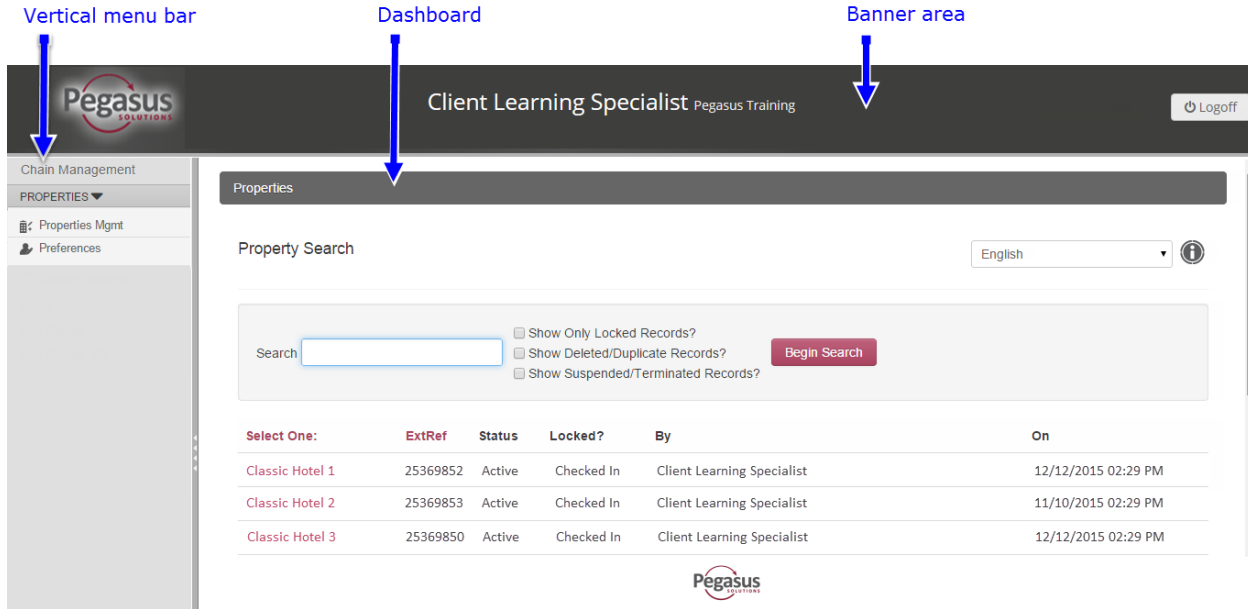 Vertical menu bar Dashboard Banner area
Pegasus
SOLUTIONS
Client Learning Specialist Pegasus Training
Logoff
Chain Management
PROPERTIES
Properties Mgmt
Preferences
Properties
Property Search
English
Search
Show Only Locked Records?
Show Deleted/Duplicate Records?
Show Suspended/Terminated Records?
Begin Search
Select One: ExtRef Status Locked? By On
Classic Hotel 1 25369852 Active Checked In Client Learning Specialist 12/12/2015 02:29 PM
Classic Hotel 2 25369853 Active Checked In Client Learning Specialist 11/10/2015 02:29 PM
Classic Hotel 3 25369850 Active Checked In Client Learning Specialist 12/12/2015 02:29 PM
Pegasus
SOLUTIONS